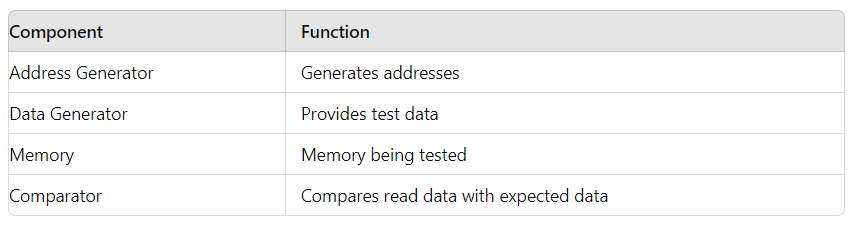 Component Function
Address Generator Generates addresses
Data Generator Provides test data
Memory Memory being tested
Comparator Compares read data with expected data